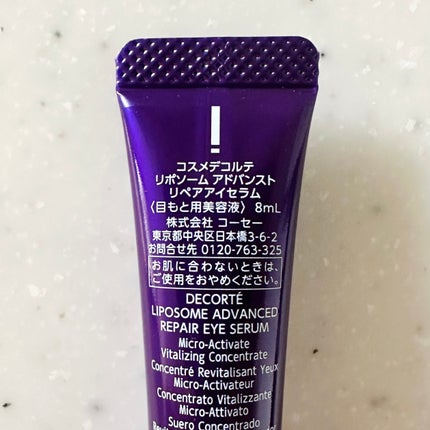 !
コスメデコルテ
リポソーム アドバンスト
リペアアイセラム
〈目もと用美容液〉 8mL
株式会社 コーセー
東京都中央区日本橋3-6-2
お問合せ先 0120-763-325
お肌に合わないときは、
ご使用をおやめください。
DECORTÉ
LIPOSOME ADVANCED
REPAIR EYE SERUM
Micro-Activate
Vitalizing Concentrate
Concentré Revitalisant Yeux
Micro-Activateur
Concentrato Vitalizzante
Micro-Attivato
Suero Concentrado